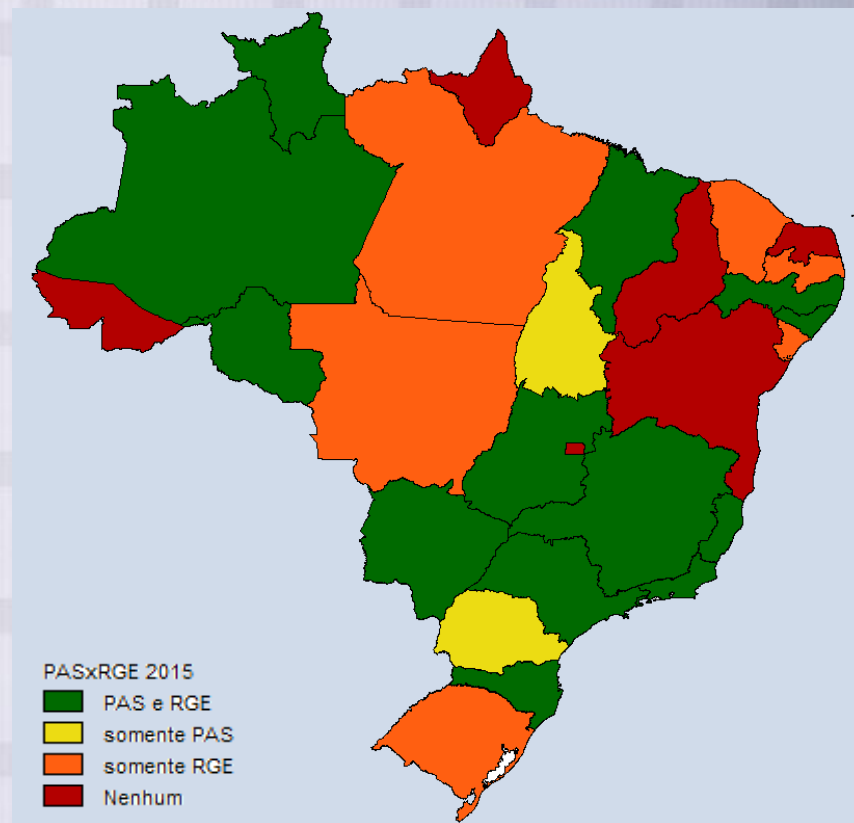 PASxRGE 2015
PAS e RGE
somente PAS
somente RGE
Nenhum